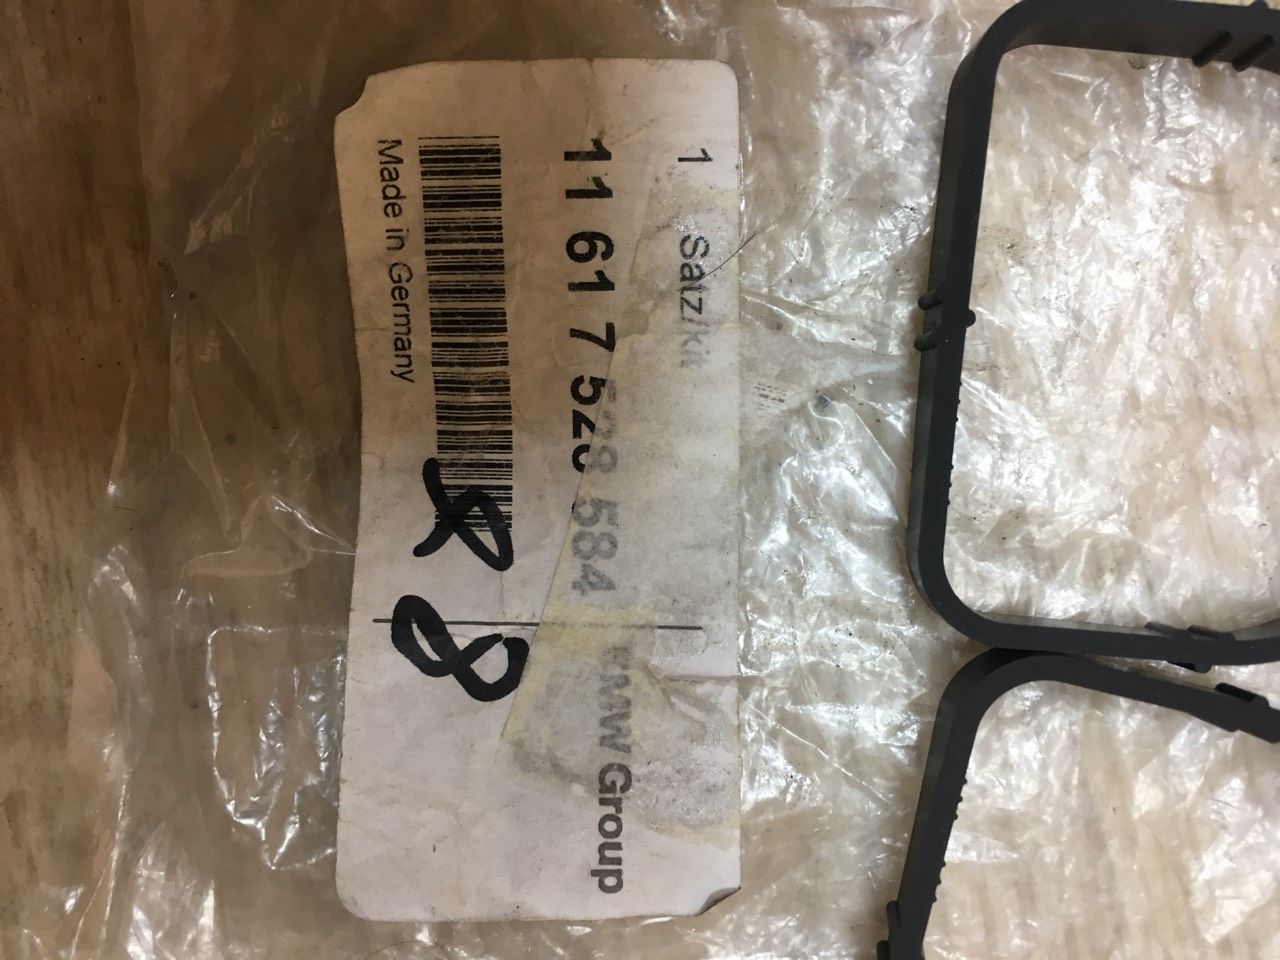 1 Satz/kit
11 61 7 528 584 BMW Group
Made in Germany
8